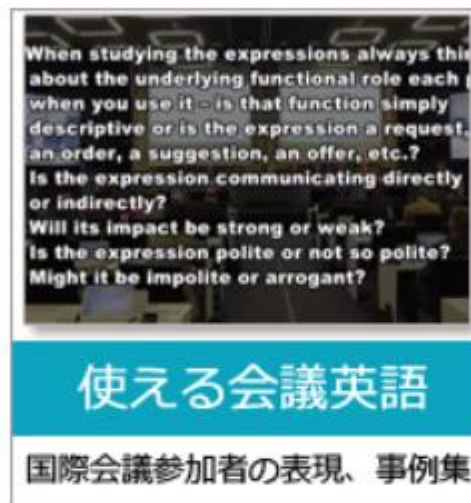 When studying the expressions always thi
about the underlying functional role each
when you use it - is that function simply
descriptive or is the expression a request,
an order, a suggestion, an offer, etc.?
Is the expression communicating directly
or indirectly?
Will its impact be strong or weak?
Is the expression polite or not so polite?
Might it be impolite or arrogant?
使える会議英語
国際会議参加者の表現、事例集